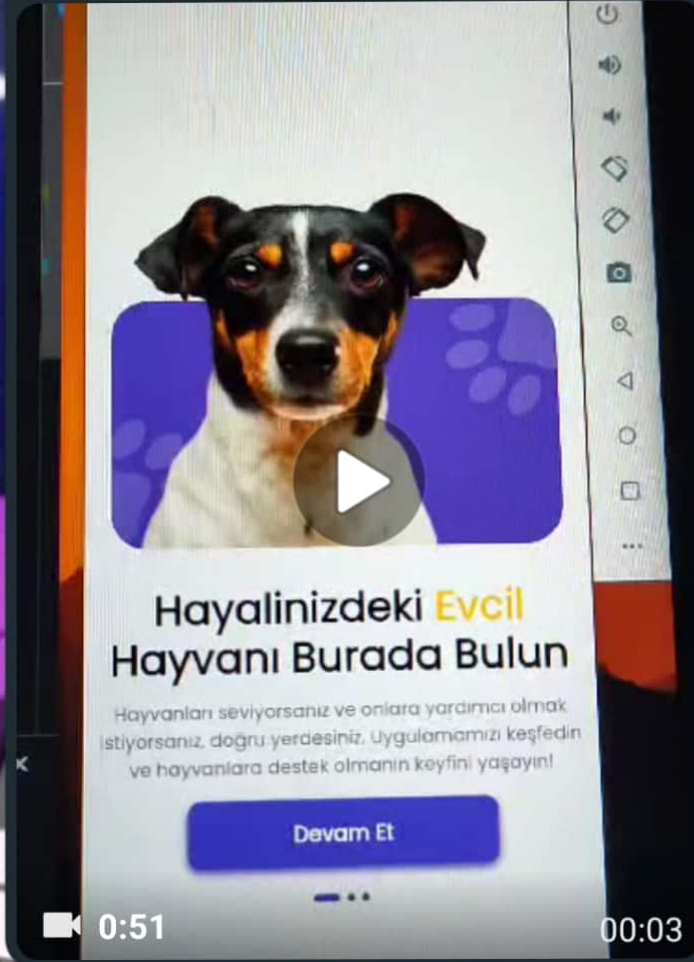 Hayalinizdeki Evcil
Hayvanı Burada Bulun
Hayvanları seviyorsanız ve onlara yardımcı olmak
istiyorsanız, doğru yerdesiniz. Uygulamamızı keşfedin
ve hayvanlara destek olmanın keyfini yaşayın!
Devam Et
0:51
00:03